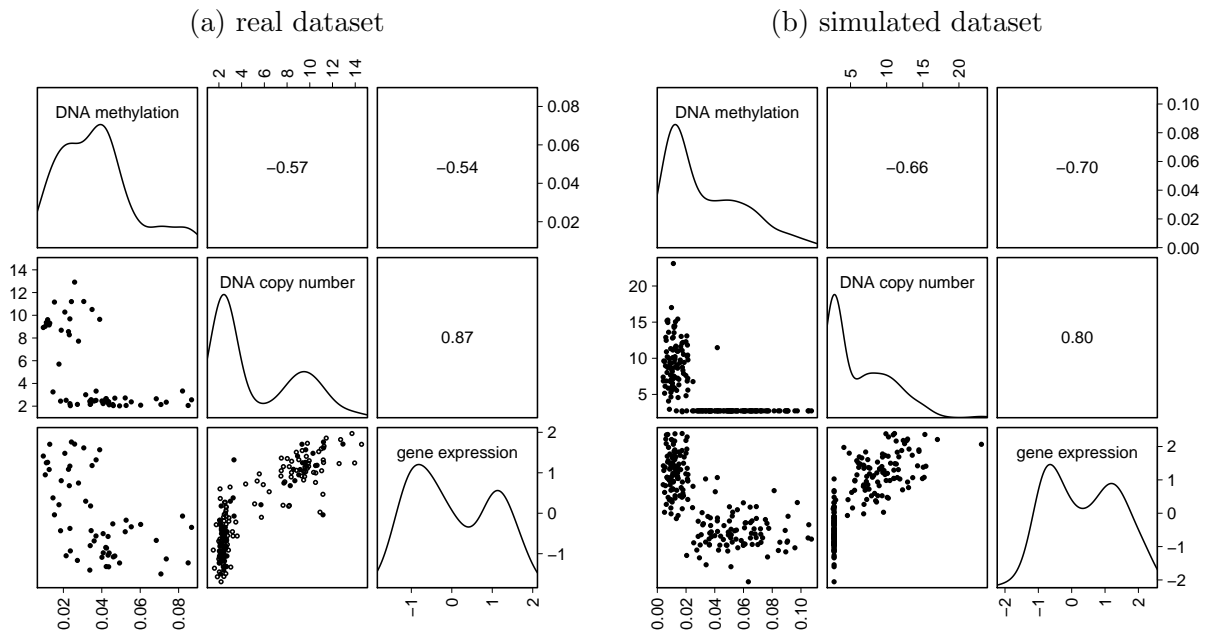 (a) real dataset
(b) simulated dataset
2 4 6 8 10 12 14
5 10 15 20
DNA methylation
−0.57
−0.54
0.08
0.06
0.04
0.02
DNA methylation
−0.66
−0.70
0.10
0.08
0.06
0.04
0.02
0.00
14
12
10
8
6
4
2
DNA copy number
0.87
20
15
10
5
DNA copy number
0.80
gene expression
2
1
0
−1
gene expression
2
1
0
−1
−2
0.02 0.04 0.06 0.08
−1 0 1 2
0.00 0.02 0.04 0.06 0.08 0.10
−2 −1 0 1 2